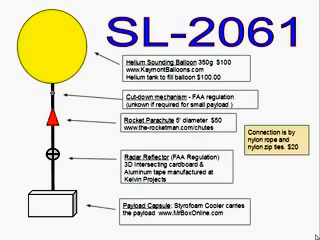 SL-2061
Helium Sounding Balloon 350g $100
www.KaymontBalloons.com
Helium tank to fill balloon $100.00
Cut-down mechanism - FAA regulation
(unkown if required for small payload )
Rocket Parachute 5' diameter $50
www.the-rocketman.com/chutes
Connection is by
nylon rope and
nylon zip ties. $20
Radar Reflector (FAA Regulation)
3D Intersecting cardboard &
Aluminum tape manufactured at
Kelvin Projects
Payload Capsule: Styrofoam Cooler carries
the payload www.MrBoxOnline.com